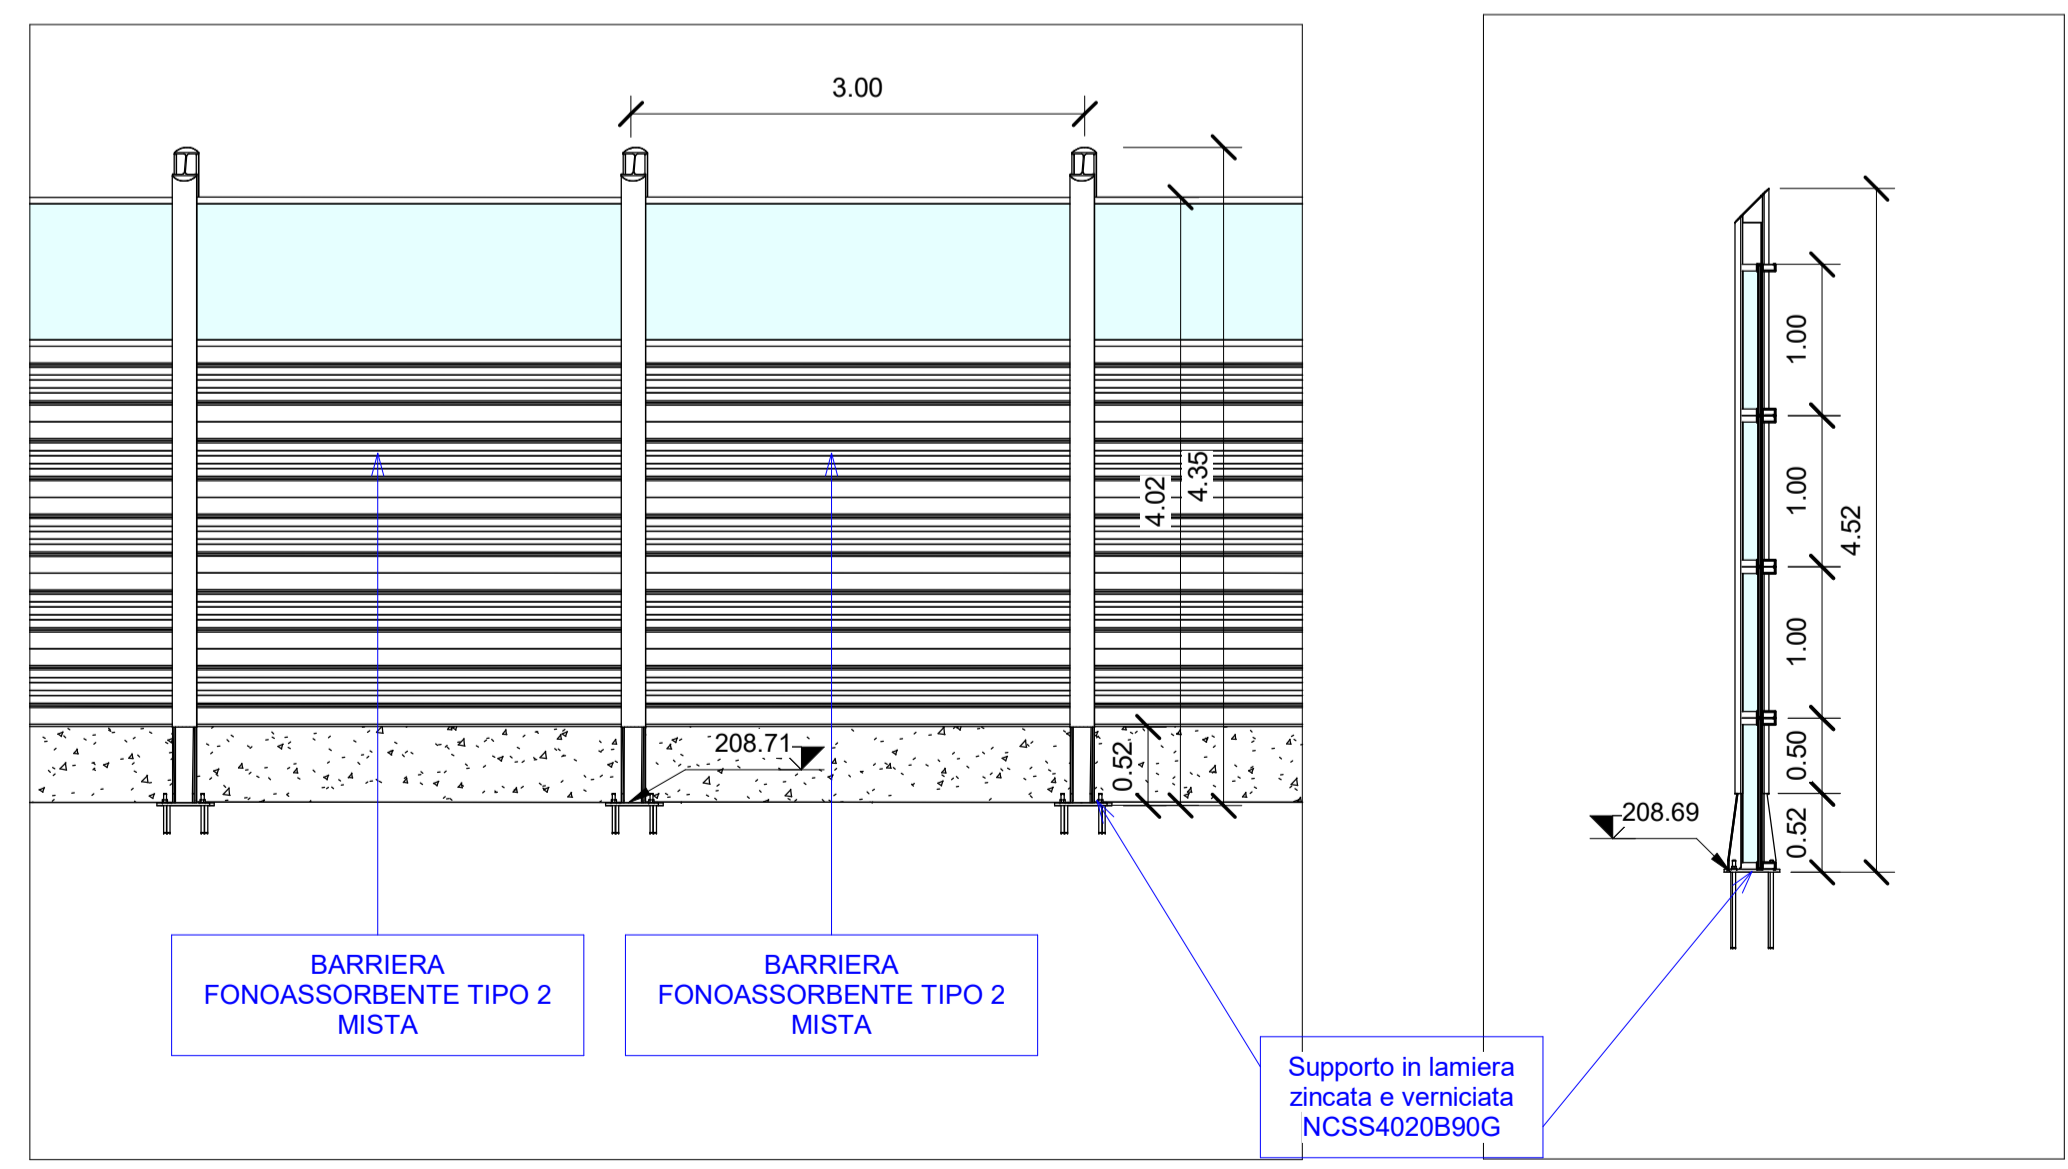 3.00
4.02
4.35
0.52
208.71
BARRIERA
FONOASSORBENTE TIPO 2
MISTA
BARRIERA
FONOASSORBENTE TIPO 2
MISTA
Supporto in lamiera
zincata e verniciata
NCSS4020B90G
1.00
1.00
1.00
0.50
0.52
4.52
208.69